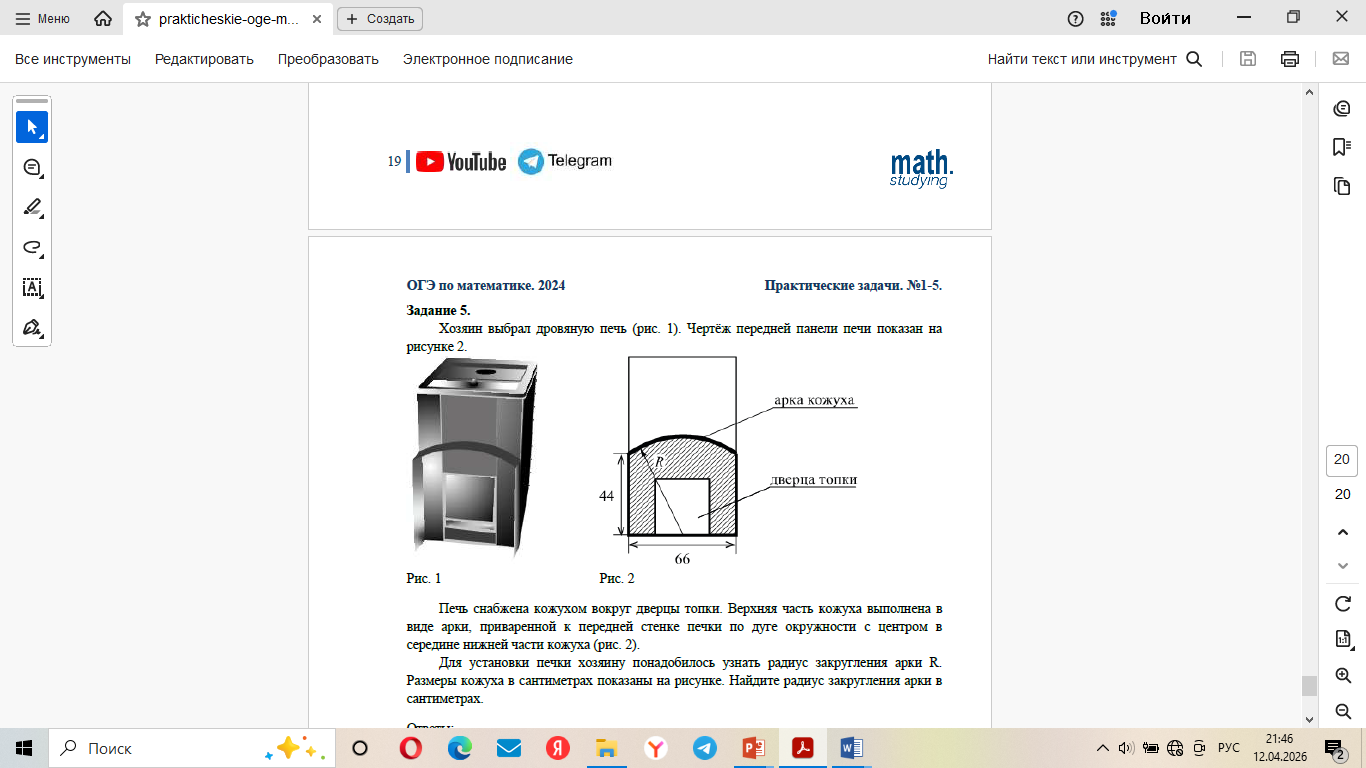 Меню
prakticheskie-oge-m...
Создать
Войти
Все инструменты
Редактировать
Преобразовать
Электронное подписание
Найти текст или инструмент
19
YouTube
Telegram
math.
studying
ОГЭ по математике. 2024
Практические задачи. №1-5.
Задание 5.
Хозяин выбрал дровяную печь (рис. 1). Чертёж передней панели печи показан на
рисунке 2.
арка кожуха
R
дверца топки
44
66
Рис. 1
Рис. 2
Печь снабжена кожухом вокруг дверцы топки. Верхняя часть кожуха выполнена в
виде арки, приваренной к передней стенке печки по дуге окружности с центром в
середине нижней части кожуха (рис. 2).
Для установки печки хозяину понадобилось узнать радиус закругления арки R.
Размеры кожуха в сантиметрах показаны на рисунке. Найдите радиус закругления арки в
сантиметрах.
Ответы:
20
20
1:1
Поиск
РУС
21:46
12.04.2026
2